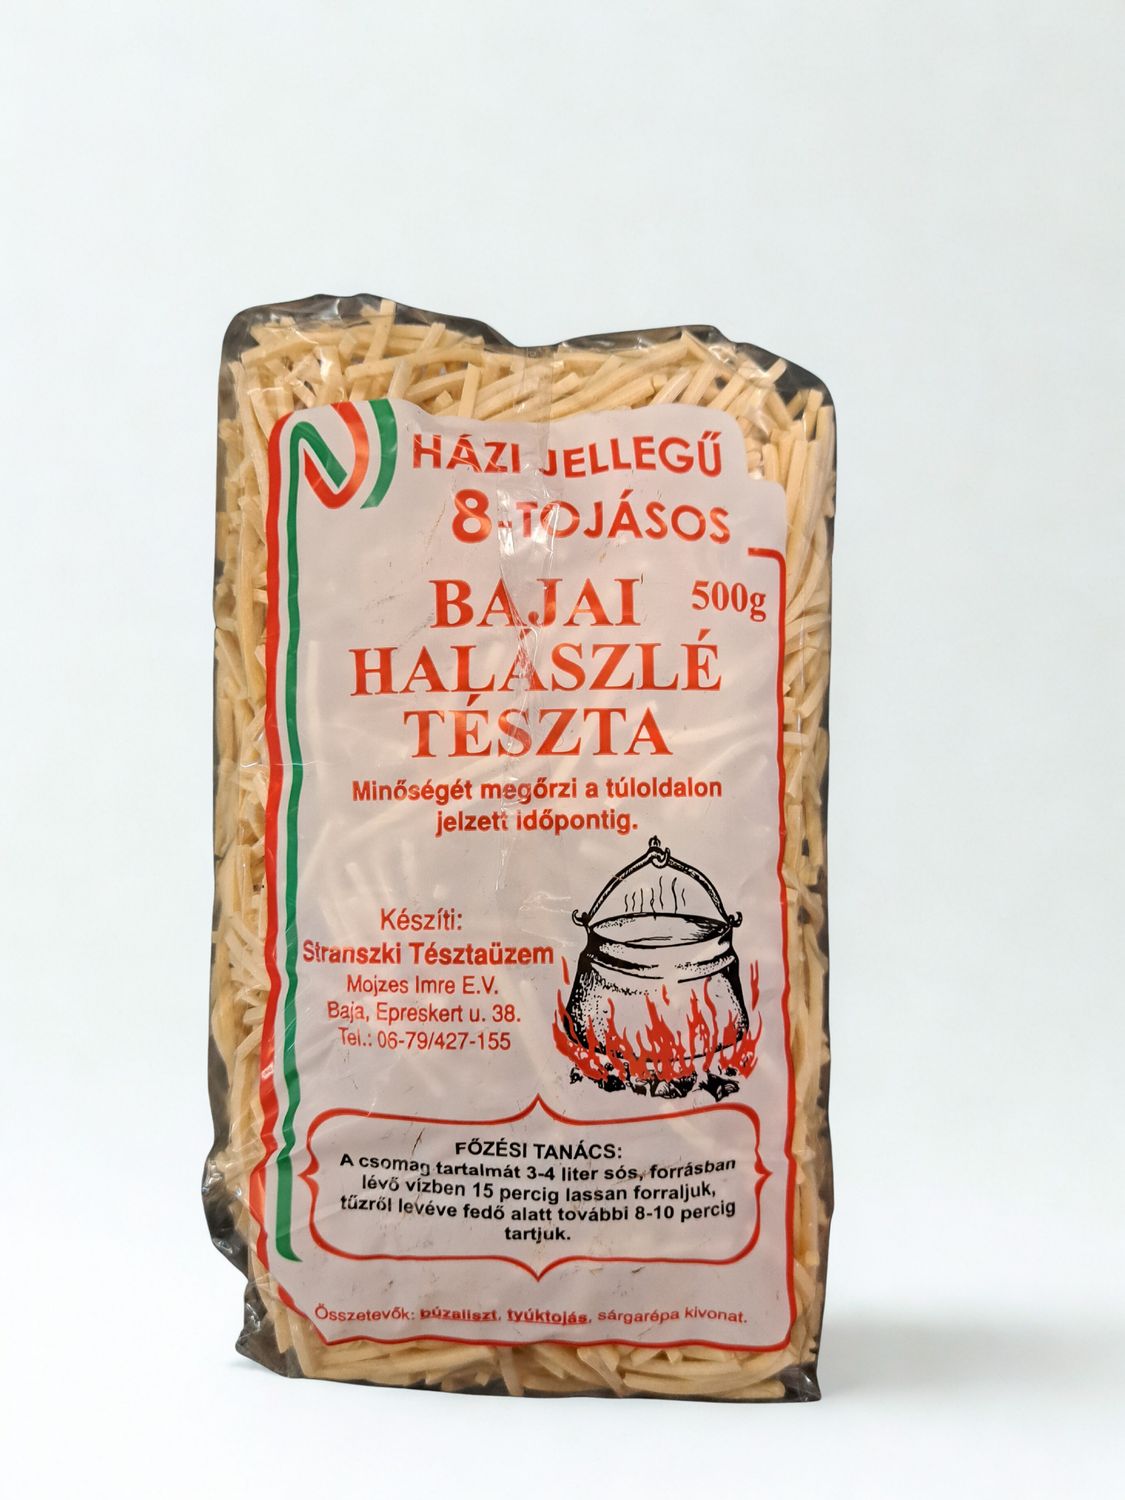 HÁZI JELLEGŰ
8-TOJÁSOS
BAJAI
500g
HALÁSZLÉ
TÉSZTA
Minőségét megőrzi a túloldalon
jelzett időpontig.
Készíti:
Stranszki Tésztaüzem
Mojzes Imre E.V.
Baja, Epreskert u. 38.
Tel.: 06-79/427-155
FŐZÉSI TANÁCS:
A csomag tartalmát 3-4 liter sós, forrásban
lévő vízben 15 percig lassan forraljuk,
tűzről levéve fedő alatt további 8-10 percig
tartjuk.
Összetevők: búzaliszt, tyúktojás, sárgarépa kivonat.